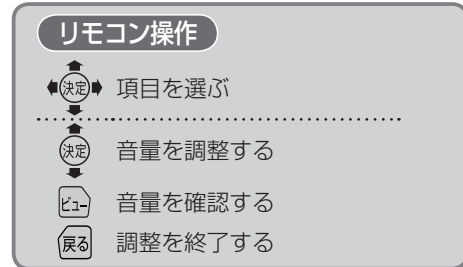 リモコン操作
決定 項目を選ぶ
決定 音量を調整する
ビュー 音量を確認する
戻る 調整を終了する